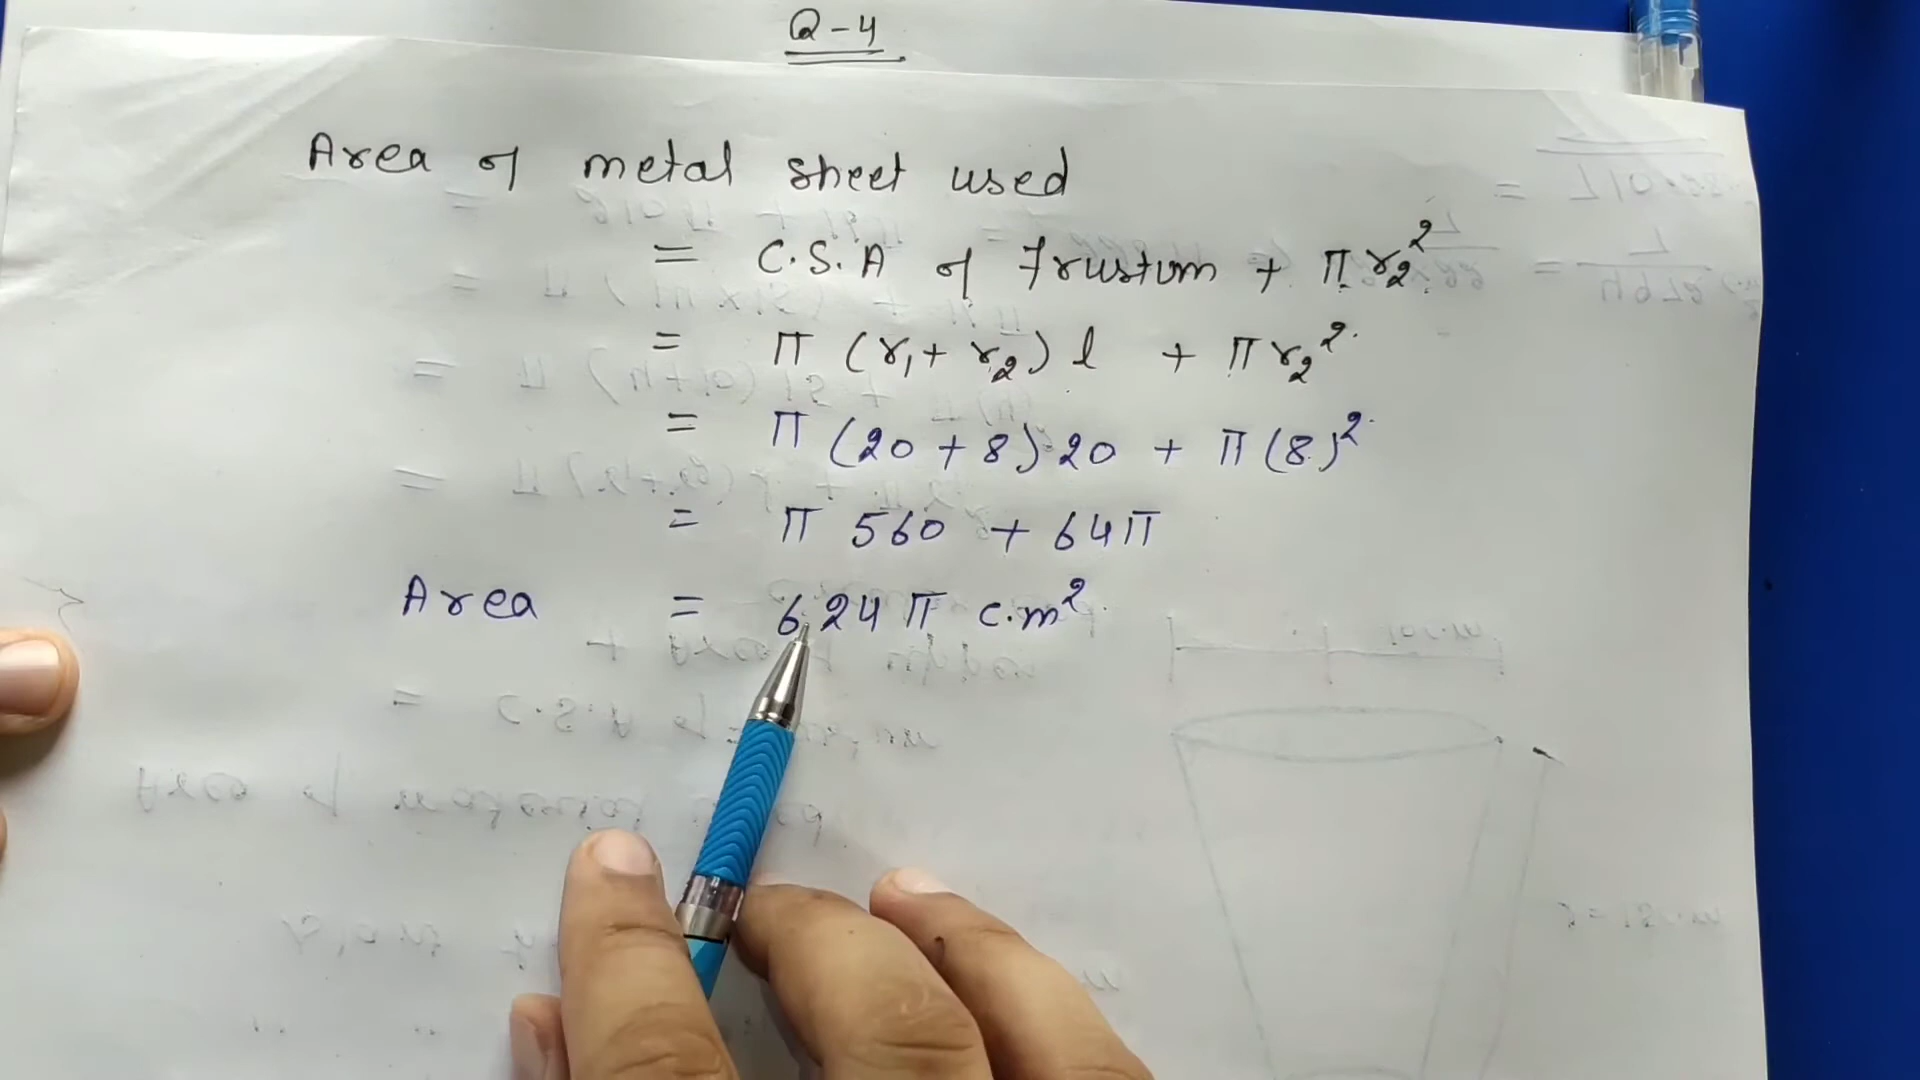 Q-4
Area of metal sheet used
= C.S.A of Frustum + πr₂²
= π (r₁ + r₂) l + πr₂²
= π (20 + 8) 20 + π(8)²
= π 560 + 64π
Area = 624 π c.m²